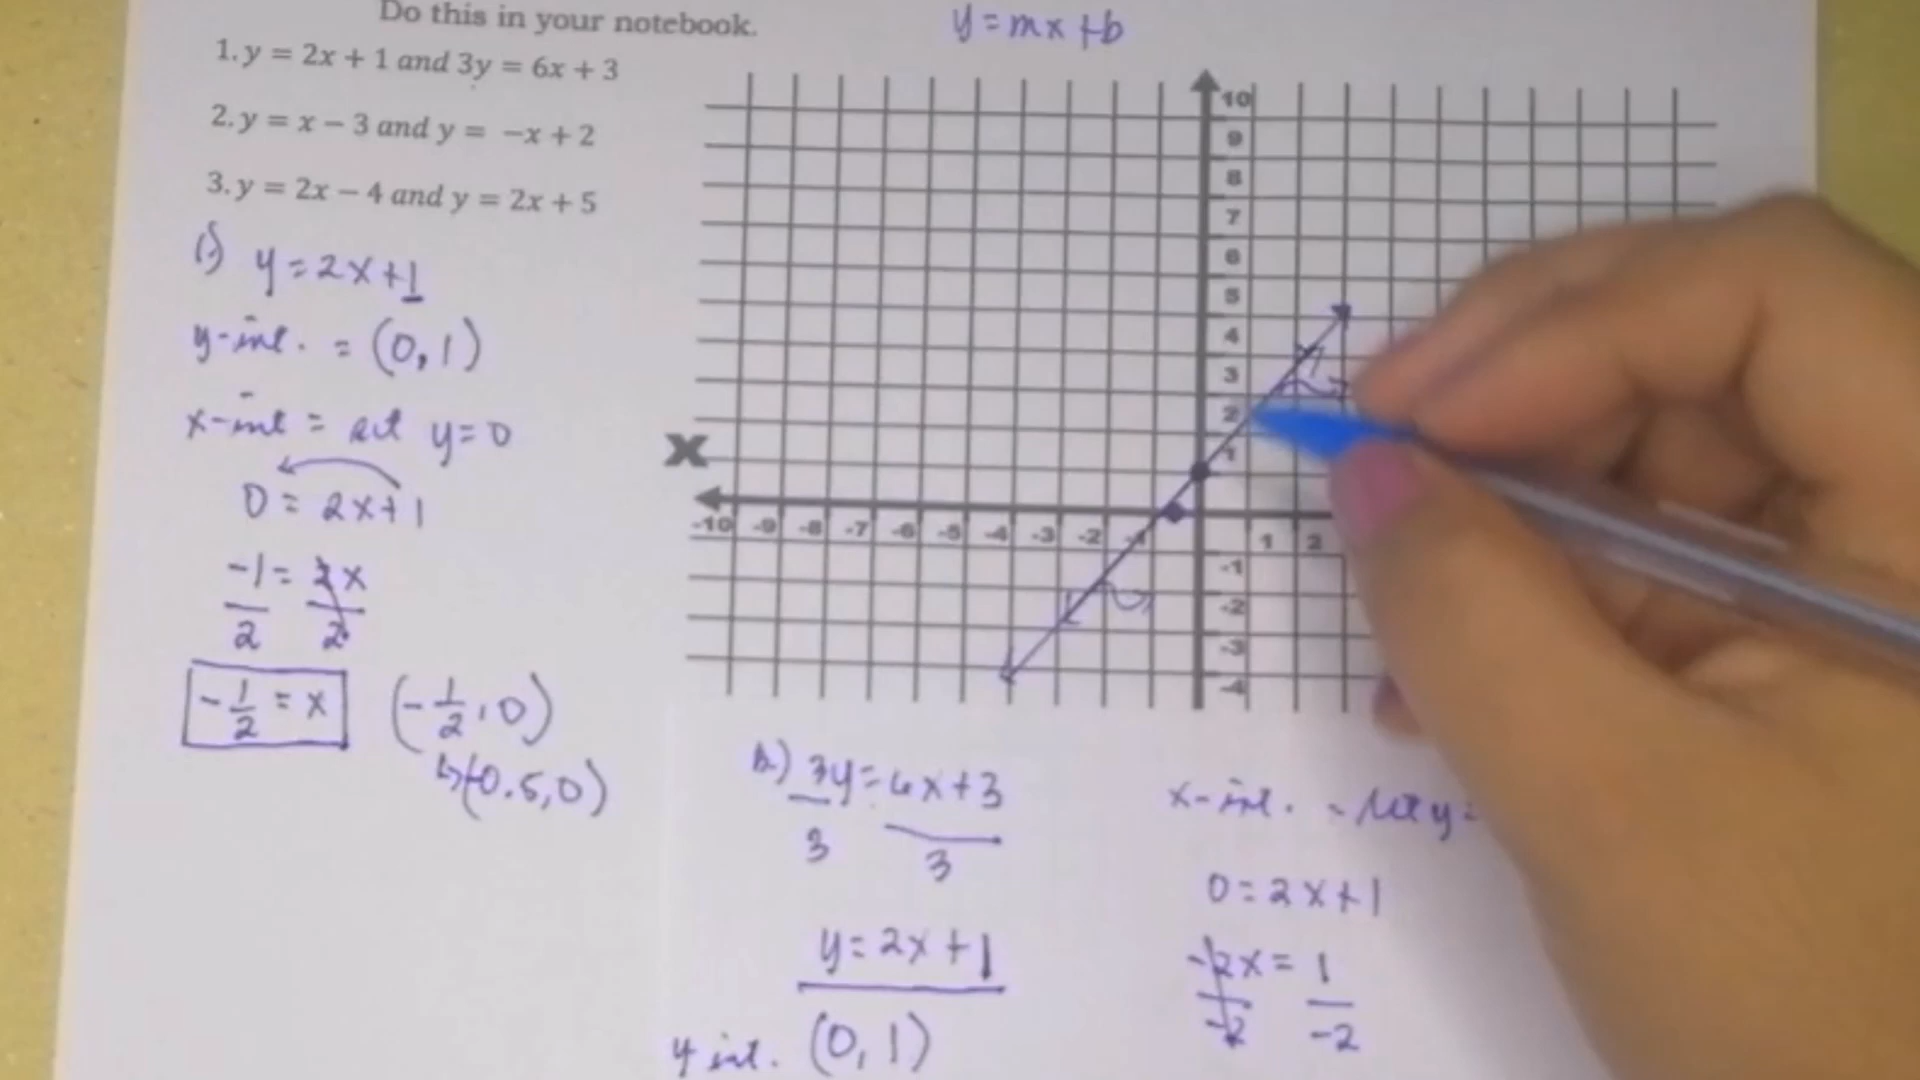 Do this in your notebook.
1. y = 2x + 1 and 3y = 6x + 3
2. y = x − 3 and y = −x + 2
3. y = 2x − 4 and y = 2x + 5
y = mx + b
1.) y = 2x + 1
y-int. = (0, 1)
x-int = set y = 0
0 = 2x + 1
-1 = 2x
2 2
-1/2 = x (-1/2, 0)
(-0.5, 0)
10
9
8
7
6
5
4
3
2
1
X
-10 -9 -8 -7 -6 -5 -4 -3 -2 -1 1 2
-1
-2
-3
-4
b.) 3y = 6x + 3
3 3
y = 2x + 1
y int. (0, 1)
x-int. = let y =
0 = 2x + 1
-2x = 1
-2 -2